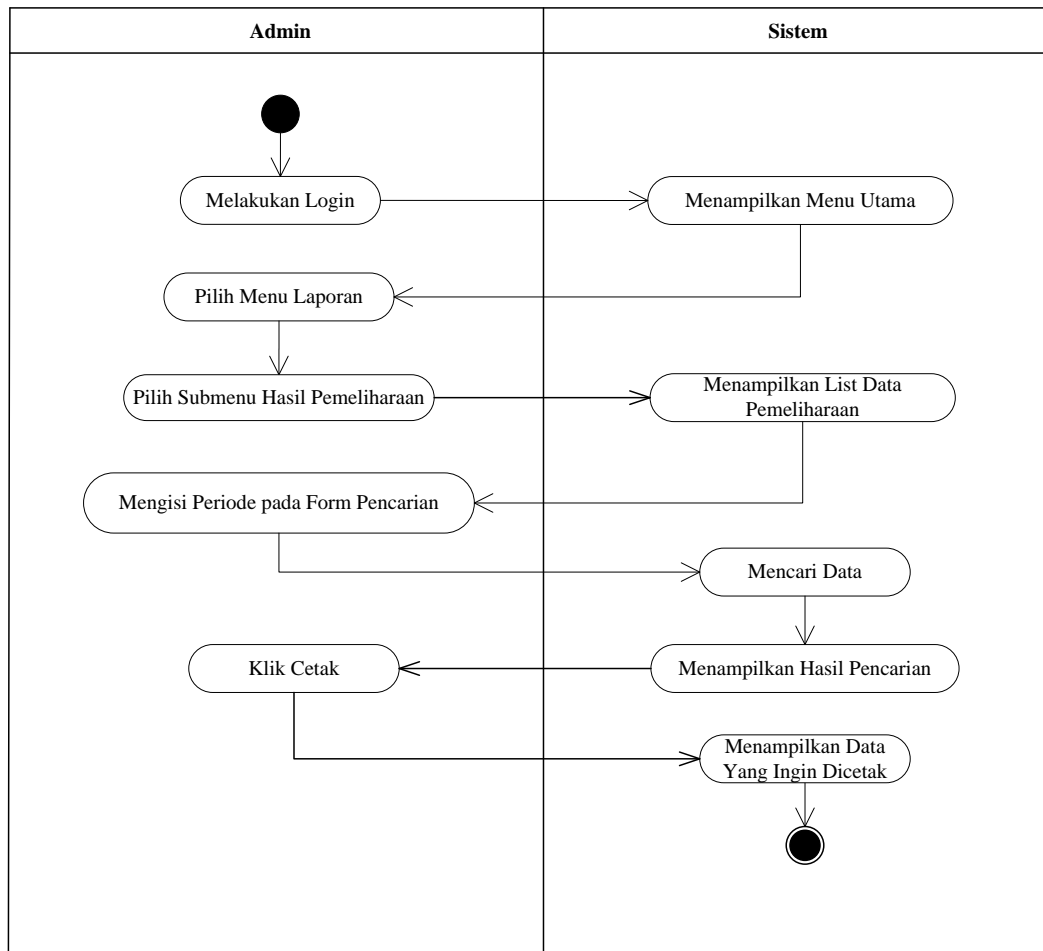 Admin
Sistem
Melakukan Login
Menampilkan Menu Utama
Pilih Menu Laporan
Pilih Submenu Hasil Pemeliharaan
Menampilkan List Data
Pemeliharaan
Mengisi Periode pada Form Pencarian
Mencari Data
Klik Cetak
Menampilkan Hasil Pencarian
Menampilkan Data
Yang Ingin Dicetak